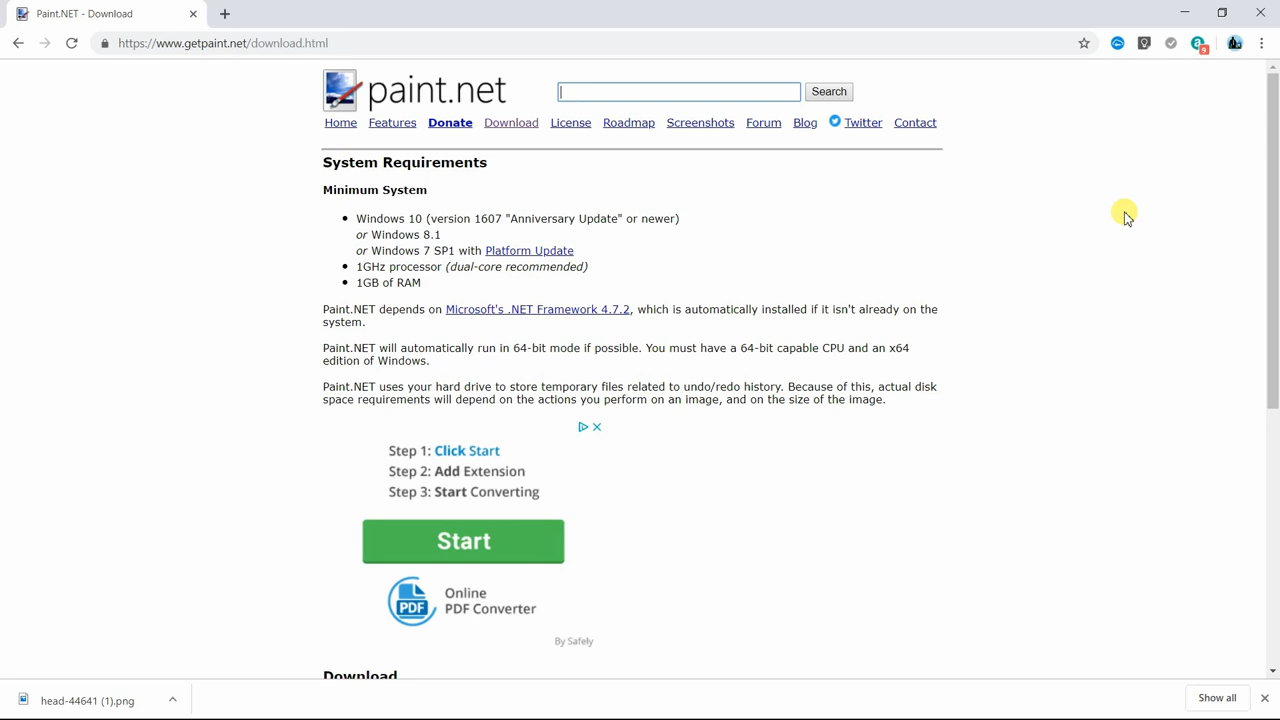 Paint.NET - Download
https://www.getpaint.net/download.html
9
paint.net
Search
Home Features Donate Download License Roadmap Screenshots Forum Blog Twitter Contact
System Requirements
Minimum System
Windows 10 (version 1607 "Anniversary Update" or newer)
or Windows 8.1
or Windows 7 SP1 with Platform Update
1GHz processor (dual-core recommended)
1GB of RAM
Paint.NET depends on Microsoft's .NET Framework 4.7.2, which is automatically installed if it isn't already on the
system.
Paint.NET will automatically run in 64-bit mode if possible. You must have a 64-bit capable CPU and an x64
edition of Windows.
Paint.NET uses your hard drive to store temporary files related to undo/redo history. Because of this, actual disk
space requirements will depend on the actions you perform on an image, and on the size of the image.
Step 1: Click Start
Step 2: Add Extension
Step 3: Start Converting
Start
PDF
Online
PDF Converter
By Safely
Download
head-44641 (1).png
Show all